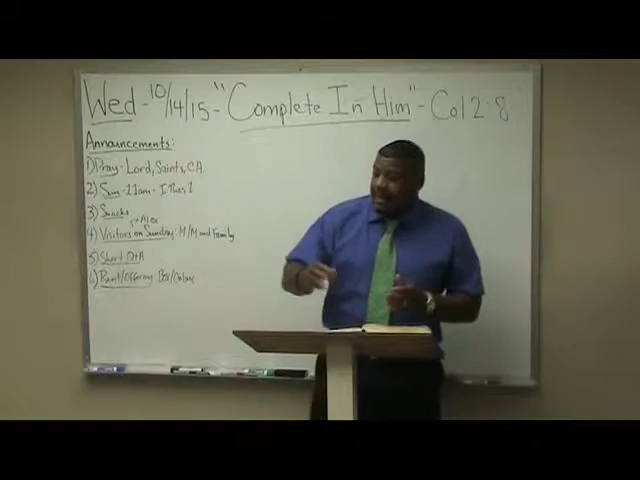 Wed - 10/14/15 - "Complete In Him" - Col 2:8
Announcements:
1) Pray - Lord, Saints, CA
2) Sun - 11am - I Thes 1
3) Snacks
↳ Alex
4) Visitors on Sunday: M/M and Family
5) Short Q+A
6) Rent/Offering: Box/Online